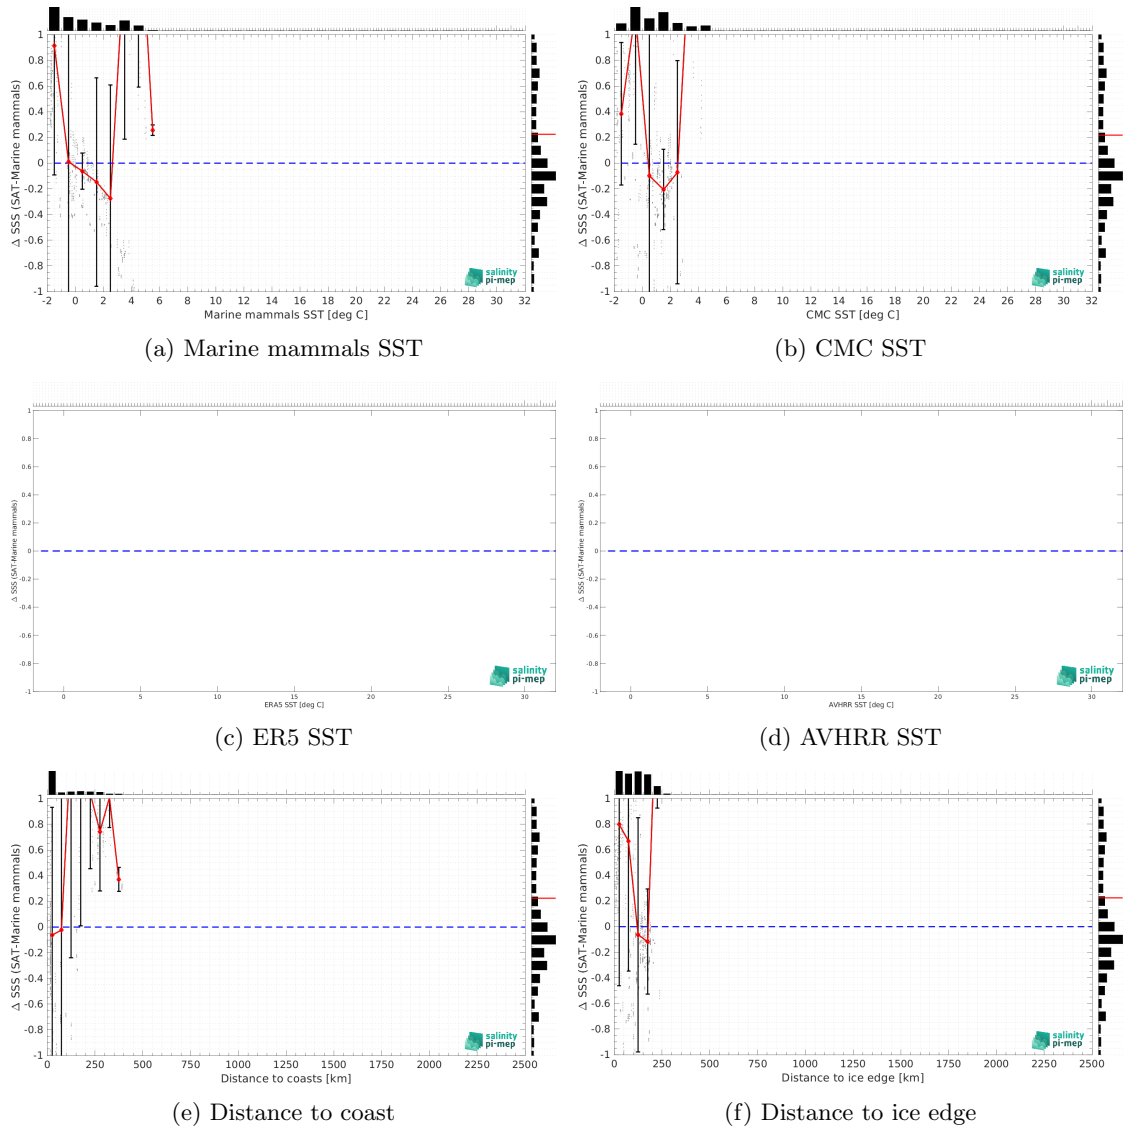 1
0.8
0.6
0.4
0.2
0
-0.2
-0.4
-0.6
-0.8
-1
Δ SSS (SAT-Marine mammals)
-2 0 2 4 6 8 10 12 14 16 18 20 22 24 26 28 30 32
Marine mammals SST [deg C]
salinity
pi-mep
(a) Marine mammals SST
1
0.8
0.6
0.4
0.2
0
-0.2
-0.4
-0.6
-0.8
-1
Δ SSS (SAT-Marine mammals)
-2 0 2 4 6 8 10 12 14 16 18 20 22 24 26 28 30 32
CMC SST [deg C]
salinity
pi-mep
(b) CMC SST
1
0.8
0.6
0.4
0.2
0
-0.2
-0.4
-0.6
-0.8
-1
Δ SSS (SAT-Marine mammals)
0 5 10 15 20 25 30
ERA5 SST [deg C]
salinity
pi-mep
(c) ER5 SST
1
0.8
0.6
0.4
0.2
0
-0.2
-0.4
-0.6
-0.8
-1
Δ SSS (SAT-Marine mammals)
0 5 10 15 20 25 30
AVHRR SST [deg C]
salinity
pi-mep
(d) AVHRR SST
1
0.8
0.6
0.4
0.2
0
-0.2
-0.4
-0.6
-0.8
-1
Δ SSS (SAT-Marine mammals)
0 250 500 750 1000 1250 1500 1750 2000 2250 2500
Distance to coasts [km]
salinity
pi-mep
(e) Distance to coast
1
0.8
0.6
0.4
0.2
0
-0.2
-0.4
-0.6
-0.8
-1
Δ SSS (SAT-Marine mammals)
0 250 500 750 1000 1250 1500 1750 2000 2250 2500
Distance to ice edge [km]
salinity
pi-mep
(f) Distance to ice edge